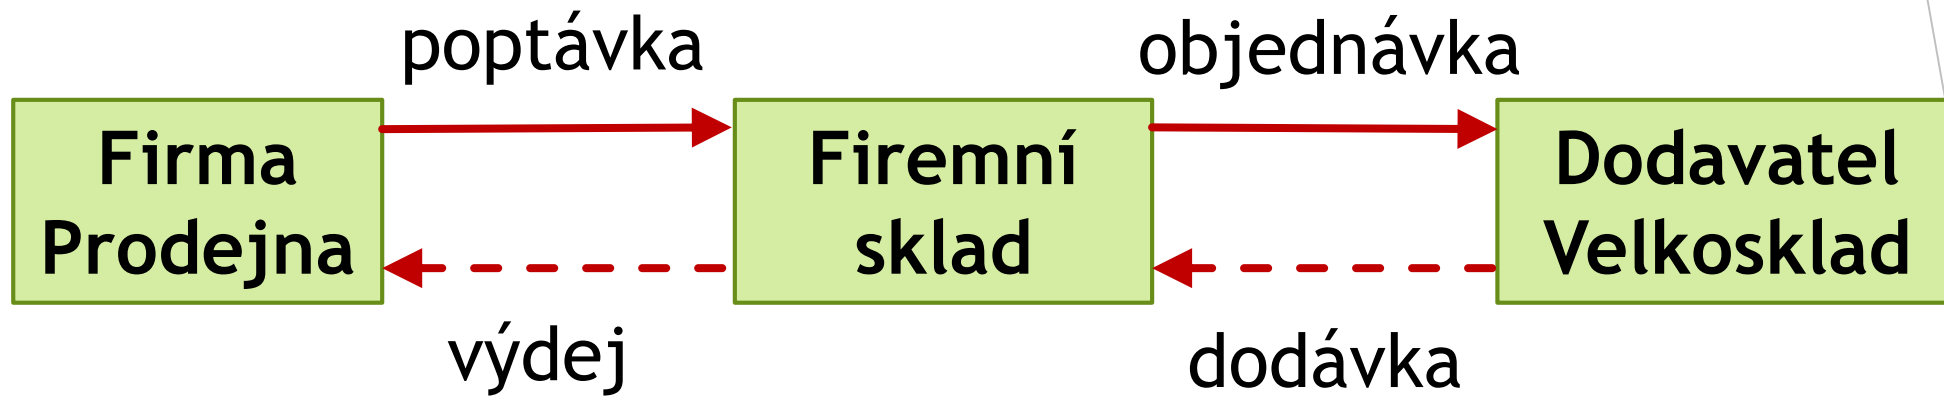 poptávka
objednávka
Firma
Prodejna
Firemní
sklad
Dodavatel
Velkosklad
výdej
dodávka